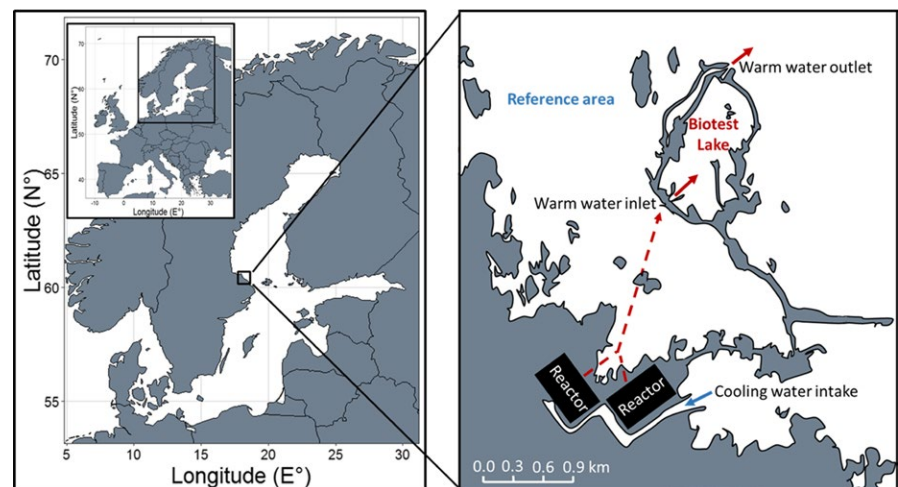 70
65
60
55
Latitude (N°)
5 10 15 20 25 30
Longitude (E°)
70
60
50
40
Latitude (N°)
-10 0 10 20 30
Longitude (E°)
Warm water outlet
Reference area
Biotest
Lake
Warm water inlet
Reactor
Reactor
Cooling water intake
0.0 0.3 0.6 0.9 km